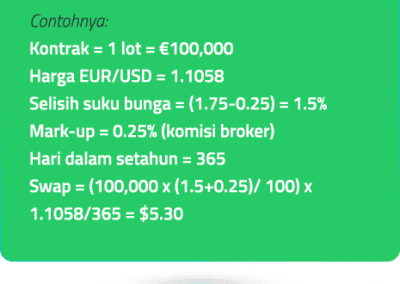 Contohnya:
Kontrak = 1 lot = €100,000
Harga EUR/USD = 1.1058
Selisih suku bunga = (1.75-0.25) = 1.5%
Mark-up = 0.25% (komisi broker)
Hari dalam setahun = 365
Swap = (100,000 x (1.5+0.25)/ 100) x
1.1058/365 = $5.30